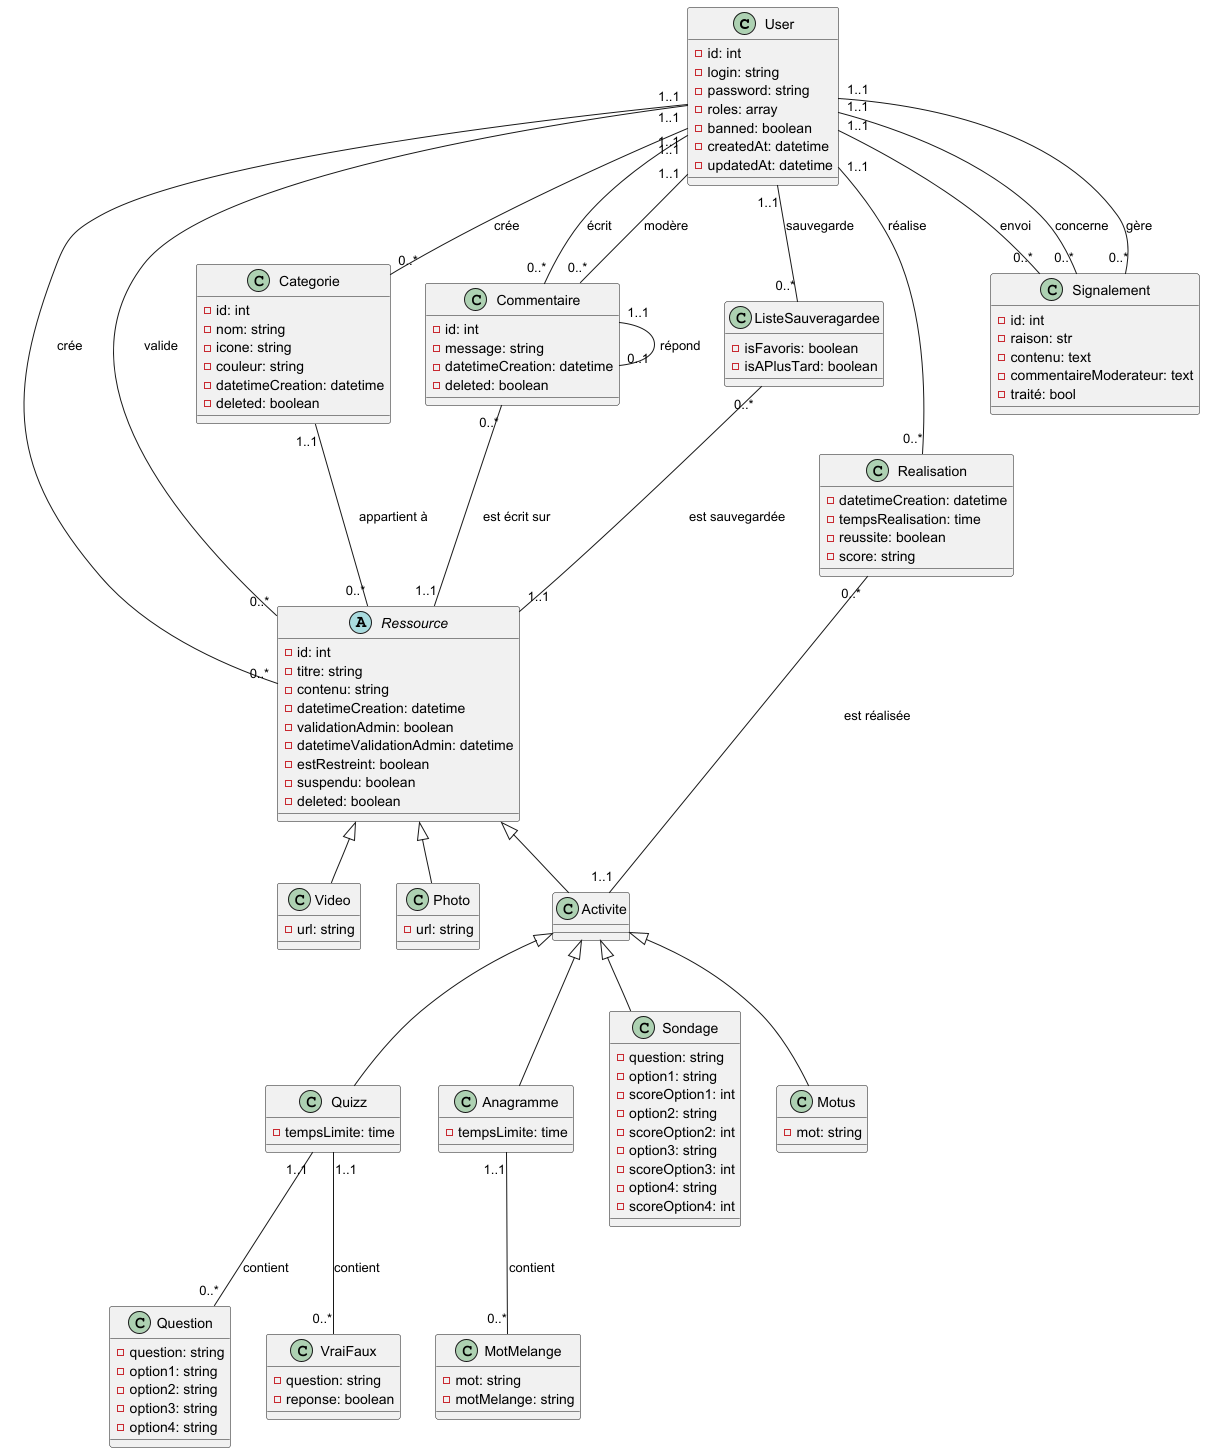 C User
id: int
login: string
password: string
roles: array
banned: boolean
createdAt: datetime
updatedAt: datetime
1..1
1..1
1..1
1..1
1..1
1..1
1..1
1..1
1..1
1..1
crée
écrit
modère
sauvegarde
réalise
envoi
concerne
gère
0..*
0..*
0..*
0..*
0..*
0..*
0..*
C Categorie
id: int
nom: string
icone: string
couleur: string
datetimeCreation: datetime
deleted: boolean
C Commentaire
id: int
message: string
datetimeCreation: datetime
deleted: boolean
1..1
répond
0..1
C ListeSauveragardee
isFavoris: boolean
isAPlusTard: boolean
C Signalement
id: int
raison: str
contenu: text
commentaireModerateur: text
traité: bool
crée
valide
1..1
0..*
0..*
0..*
C Realisation
datetimeCreation: datetime
tempsRealisation: time
reussite: boolean
score: string
appartient à
est écrit sur
est sauvegardée
0..*
0..*
0..*
1..1
1..1
0..*
A Ressource
id: int
titre: string
contenu: string
datetimeCreation: datetime
validationAdmin: boolean
datetimeValidationAdmin: datetime
estRestreint: boolean
suspendu: boolean
deleted: boolean
0..*
est réalisée
1..1
C Video
url: string
C Photo
url: string
C Activite
C Quizz
tempsLimite: time
C Anagramme
tempsLimite: time
C Sondage
question: string
option1: string
scoreOption1: int
option2: string
scoreOption2: int
option3: string
scoreOption3: int
option4: string
scoreOption4: int
C Motus
mot: string
1..1
1..1
1..1
contient
contient
contient
0..*
0..*
0..*
C Question
question: string
option1: string
option2: string
option3: string
option4: string
C VraiFaux
question: string
reponse: boolean
C MotMelange
mot: string
motMelange: string